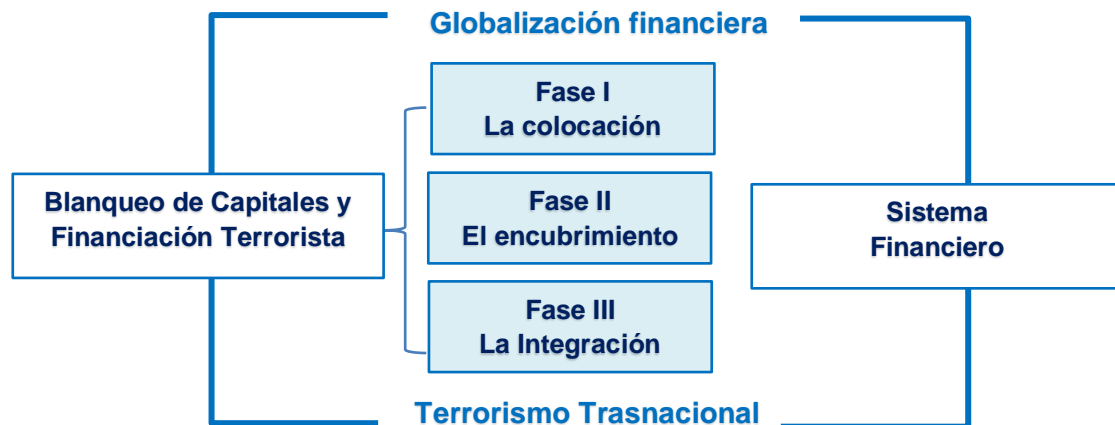 Globalización financiera
Fase I
La colocación
Blanqueo de Capitales y
Financiación Terrorista
Fase II
El encubrimiento
Sistema
Financiero
Fase III
La Integración
Terrorismo Trasnacional